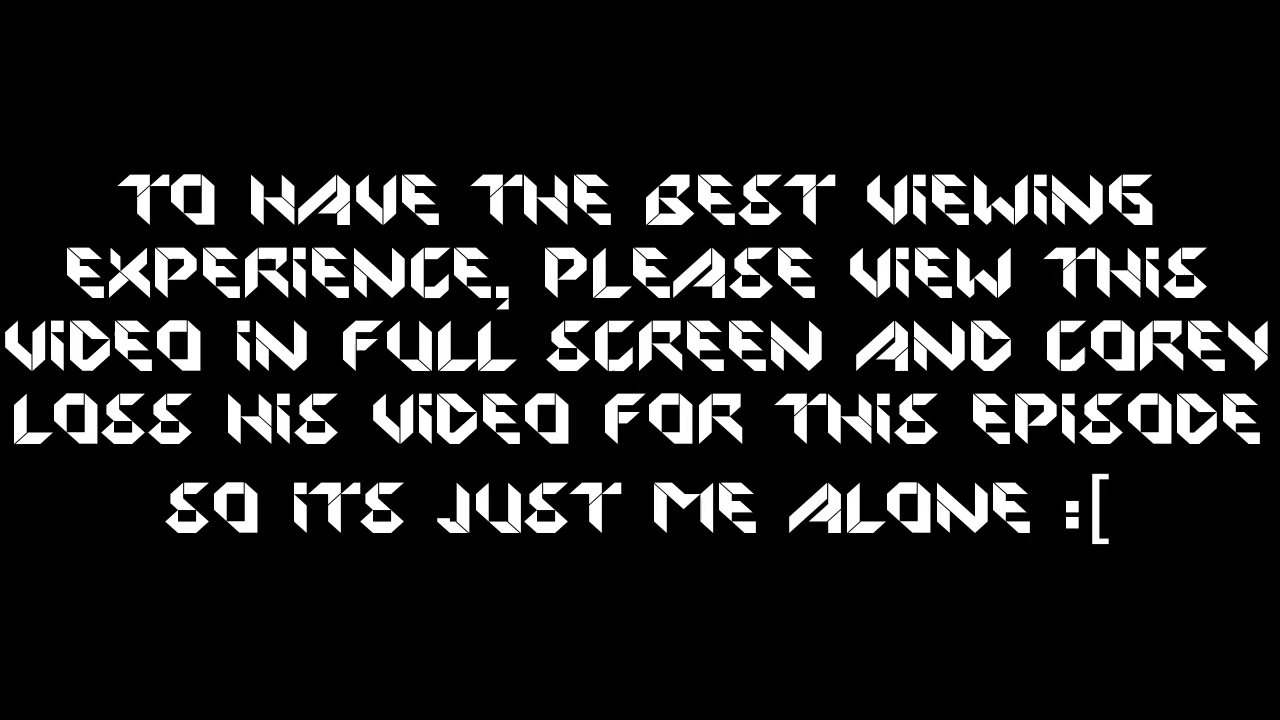 TO HAVE THE BEST ViEWiNG
EXPERiENCE, PLEASE ViEW THiS
ViDEO iN FULL SCREEN AND COREY
LOSS HiS ViDEO FOR THiS EPiSODE
SO iTS JUST ME ALONE :[